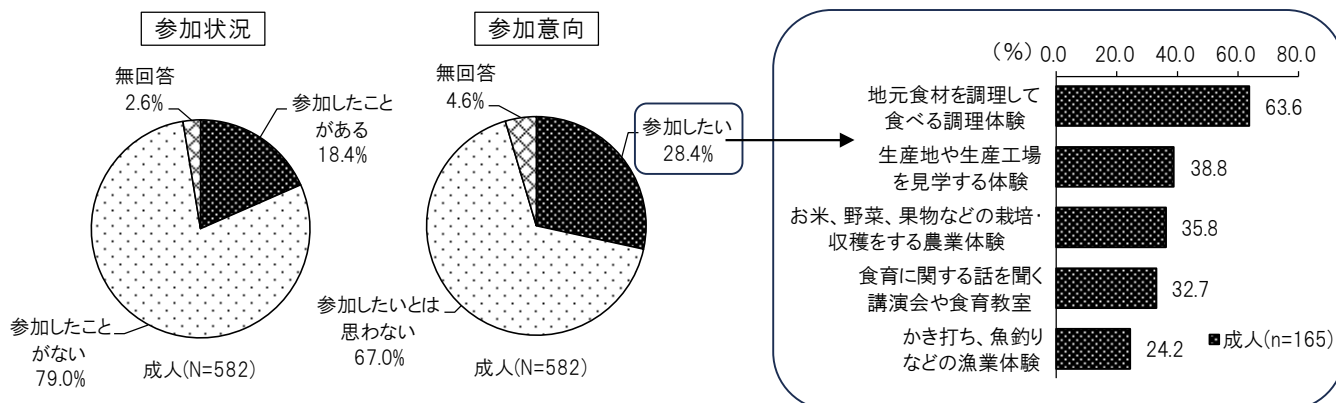 参加状況
無回答
2.6%
参加したこと
がある
18.4%
参加したこと
がない
79.0%
成人(N=582)
参加意向
無回答
4.6%
参加したい
28.4%
参加したいとは
思わない
67.0%
成人(N=582)
(%) 0.0 20.0 40.0 60.0 80.0
地元食材を調理して
食べる調理体験
63.6
生産地や生産工場
を見学する体験
38.8
お米、野菜、果物などの栽培・
収穫をする農業体験
35.8
食育に関する話を聞く
講演会や食育教室
32.7
かき打ち、魚釣り
などの漁業体験
24.2
成人(n=165)